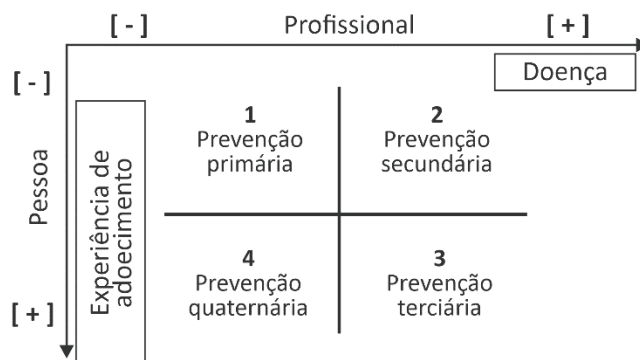 [ - ] Profissional [ + ]
Doença
[ - ]
Pessoa
[ + ]
Experiência de
adoecimento
1
Prevenção
primária
2
Prevenção
secundária
4
Prevenção
quaternária
3
Prevenção
terciária